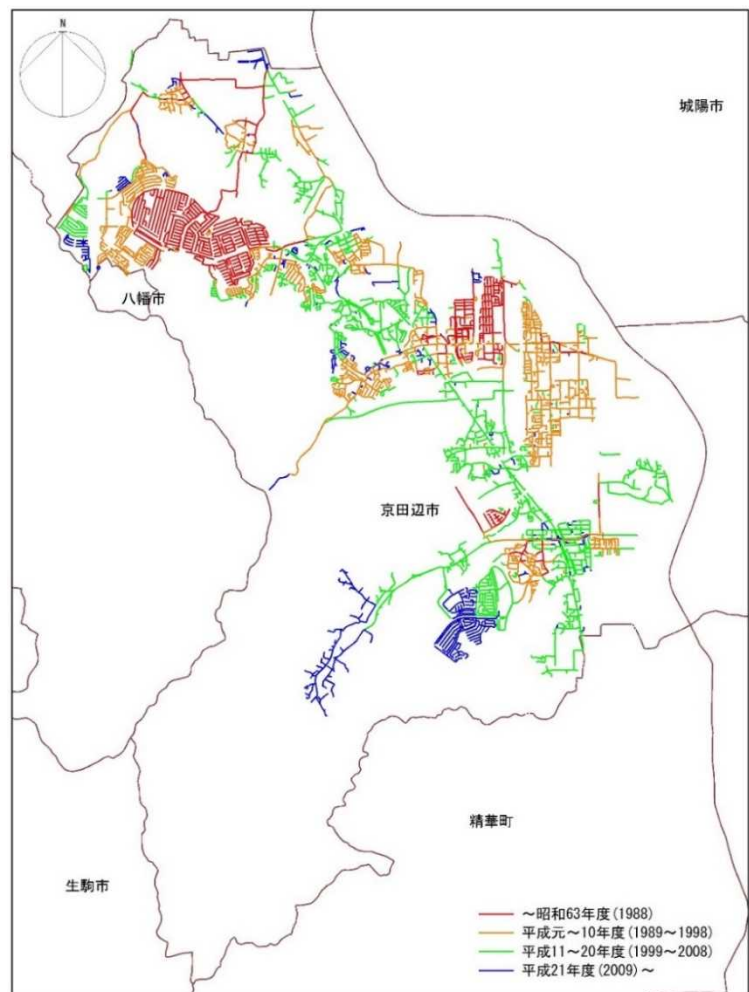 N
城陽市
八幡市
京田辺市
精華町
生駒市
～昭和63年度(1988)
平成元～10年度(1989～1998)
平成11～20年度(1999～2008)
平成21年度(2009)～